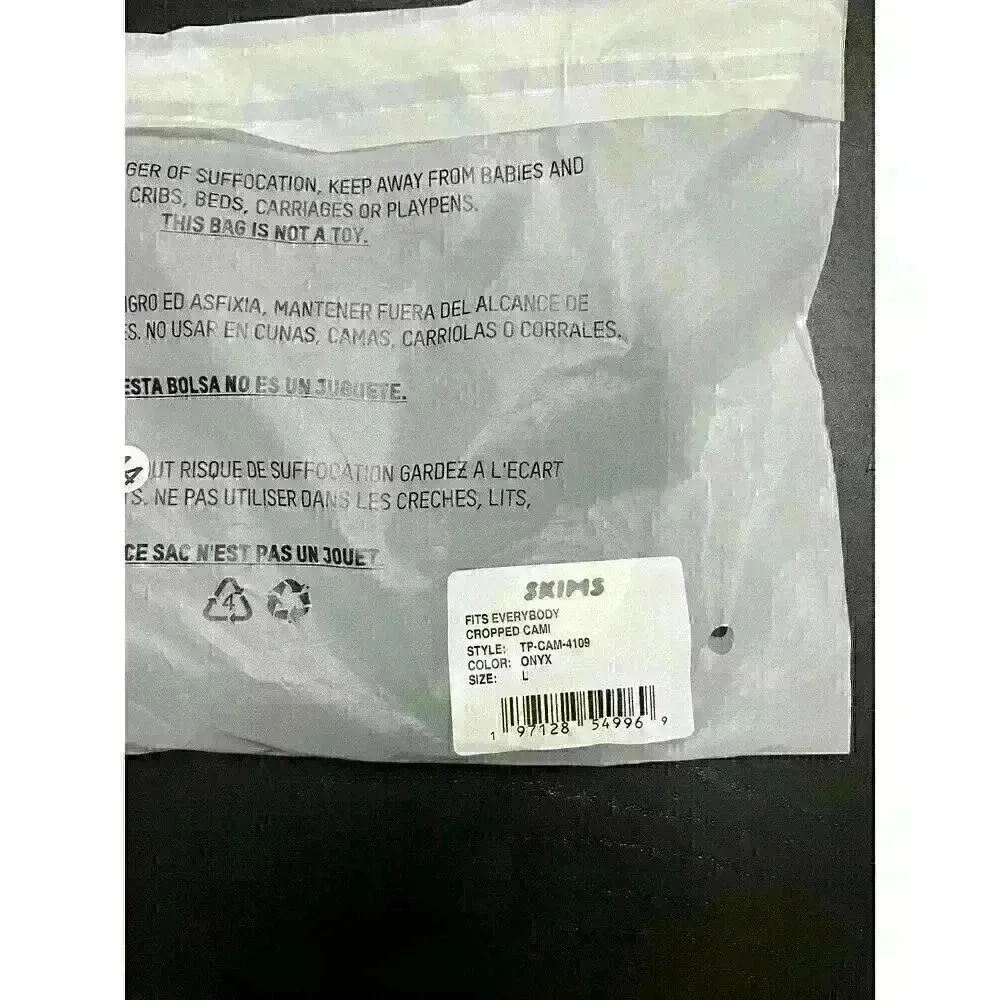 GER OF SUFFOCATION, KEEP AWAY FROM BABIES AND
CRIBS, BEDS, CARRIAGES OR PLAYPENS.
THIS BAG IS NOT A TOY.
IGRO ED ASFIXIA, MANTENER FUERA DEL ALCANCE DE
ES. NO USAR EN CUNAS, CAMAS, CARRIOLAS O CORRALES.
ESTA BOLSA NO ES UN JUGUETE.
UT RISQUE DE SUFFOCATION GARDEZ A L'ECART
TS. NE PAS UTILISER DANS LES CRECHES, LITS,
CE SAC N'EST PAS UN JOUET
4
SKIMS
FITS EVERYBODY
CROPPED CAMI
STYLE: TP-CAM-4109
COLOR: ONYX
SIZE: L
1 97128 54996 9